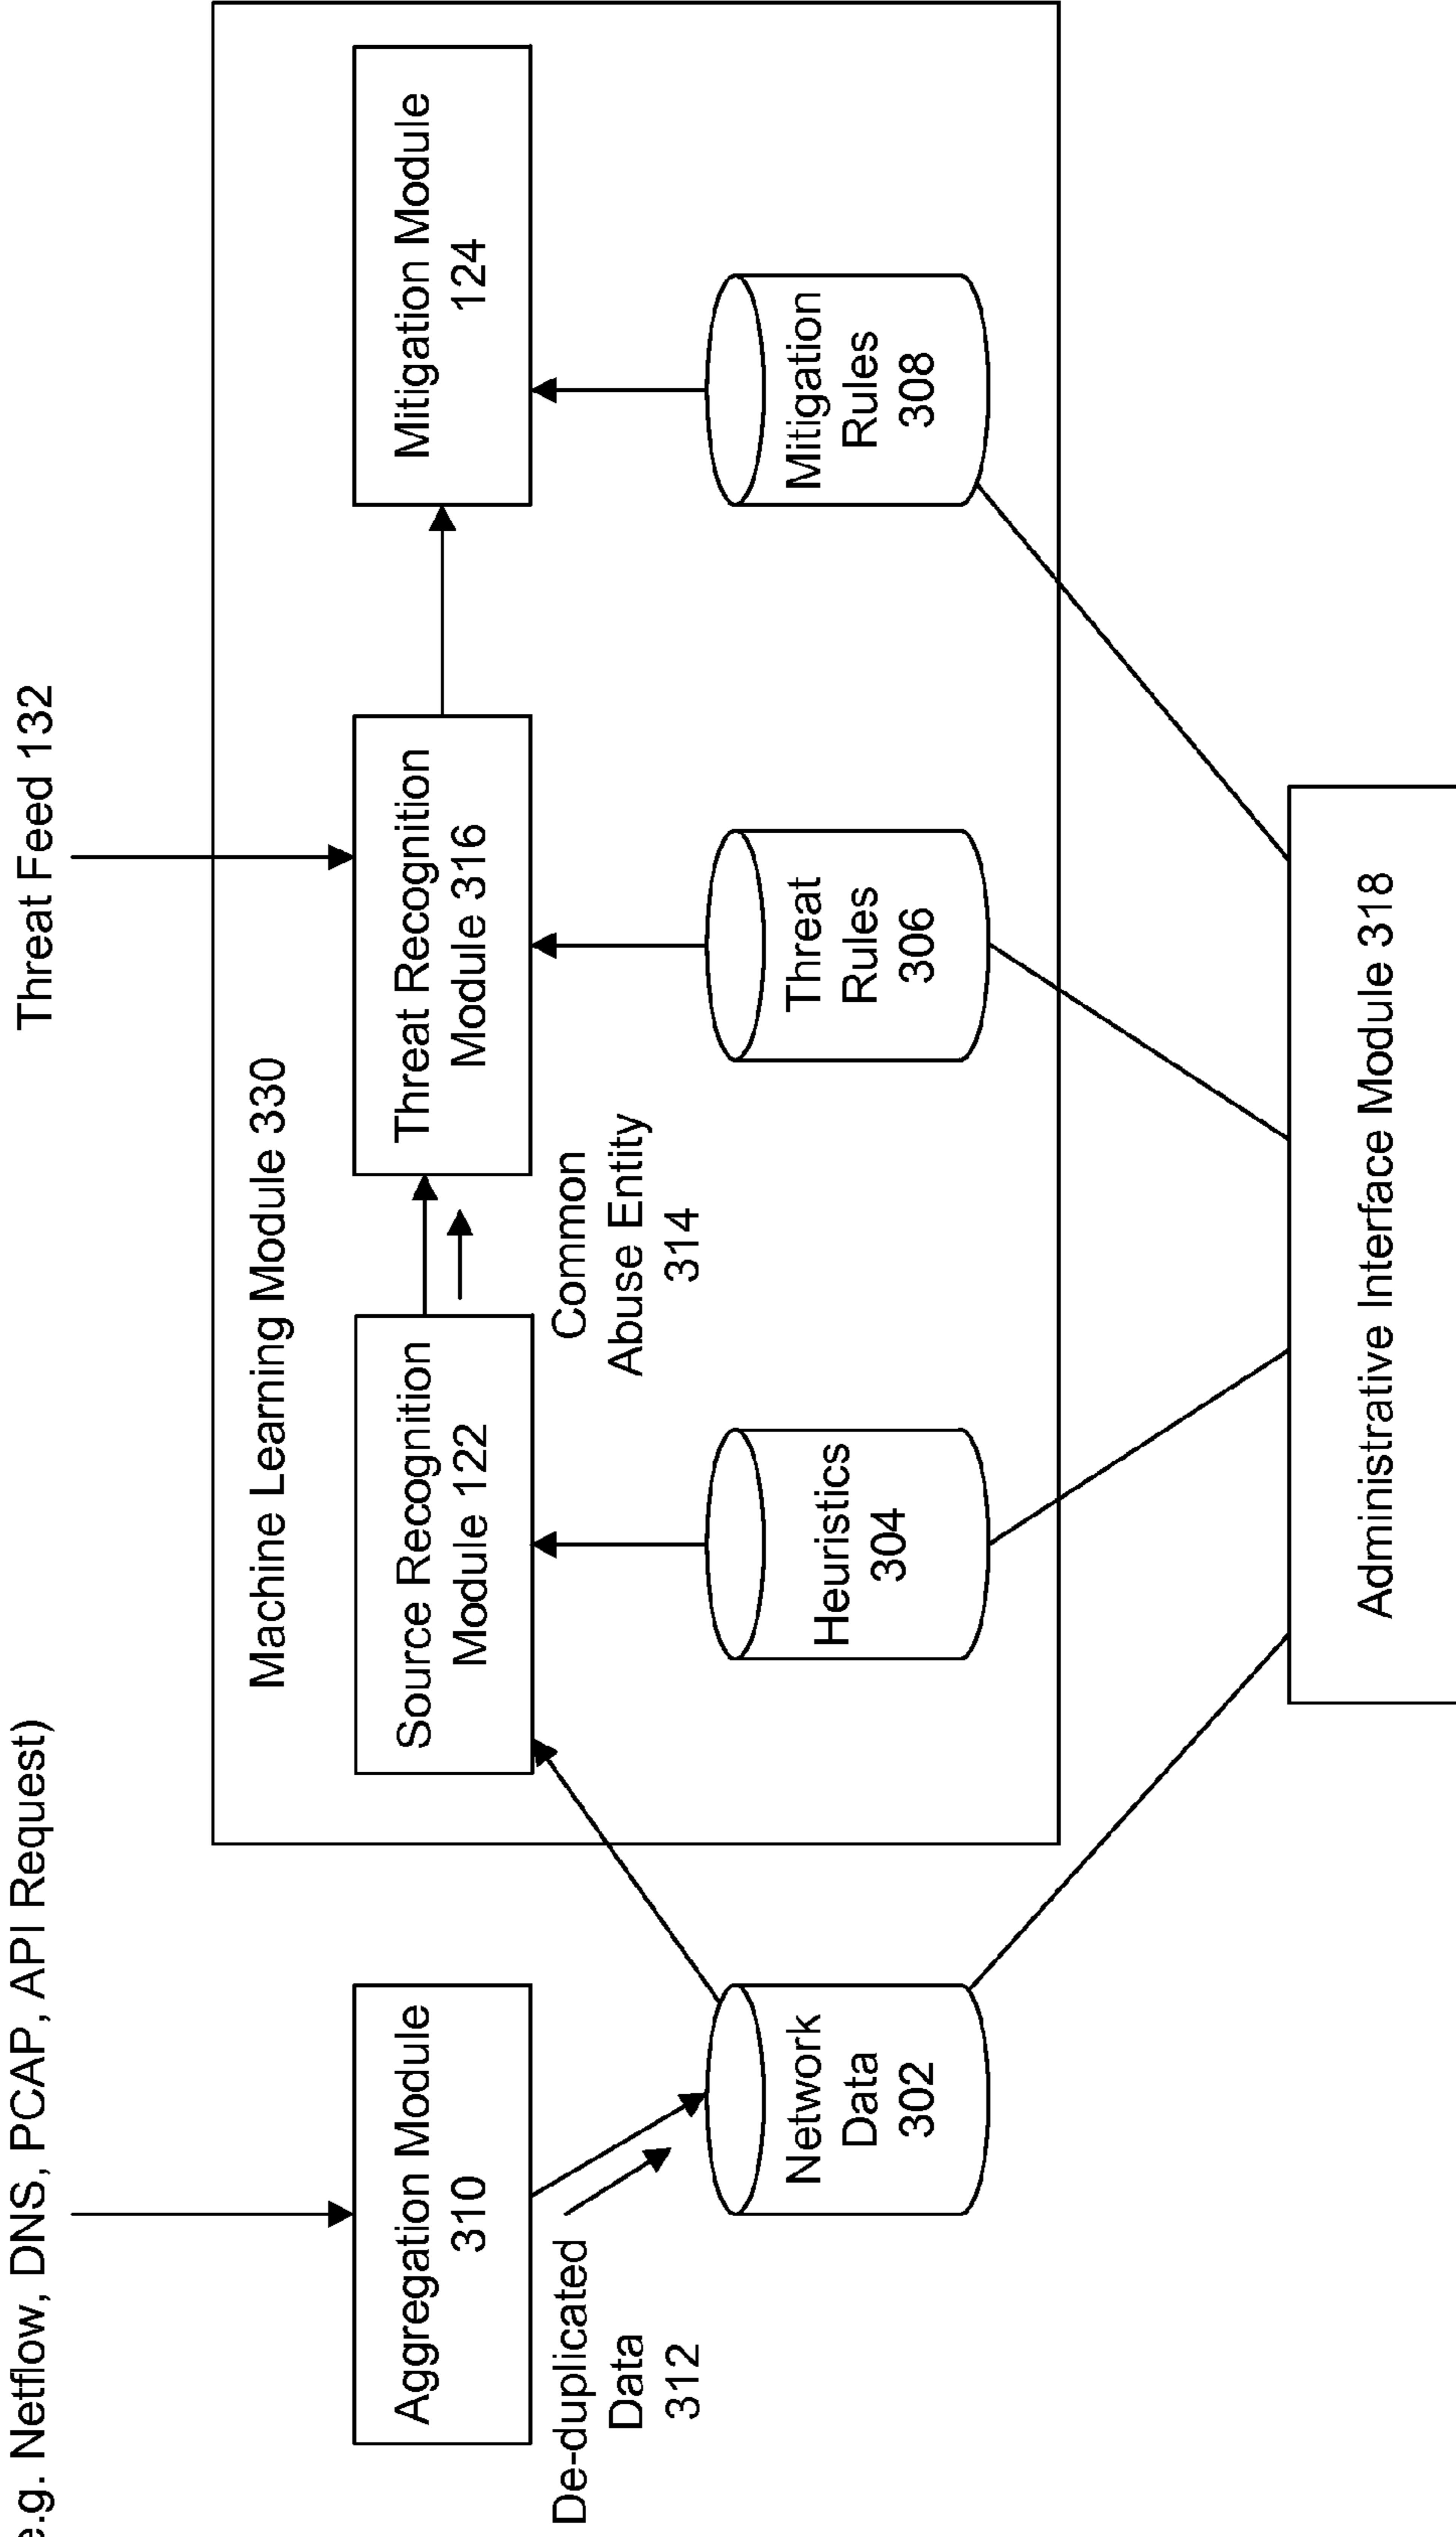 e.g. Netflow, DNS, PCAP, API Request)
Threat Feed 132
Machine Learning Module 330
Aggregation Module
310
Source Recognition
Module 122
Threat Recognition
Module 316
Mitigation Module
124
De-duplicated
Data
312
Common
Abuse Entity
314
Network
Data
302
Heuristics
304
Threat
Rules
306
Mitigation
Rules
308
Administrative Interface Module 318